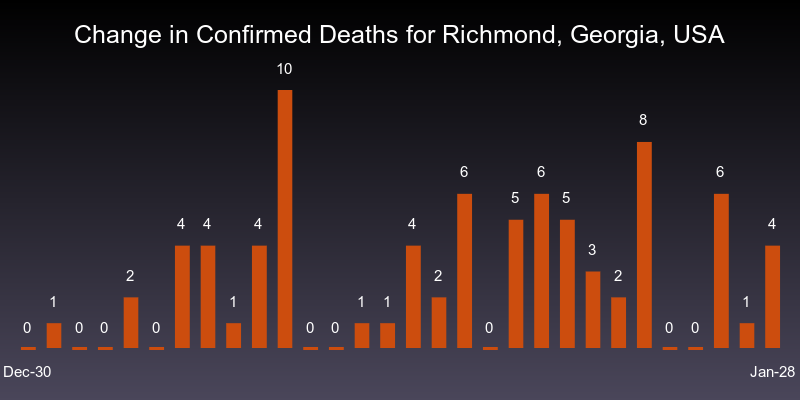 Change in Confirmed Deaths for Richmond, Georgia, USA
0 1 0 0 2 0 4 4 1 4 10 0 0 1 1 4 2 6 0 5 6 5 3 2 8 0 0 6 1 4
Dec-30 Jan-28